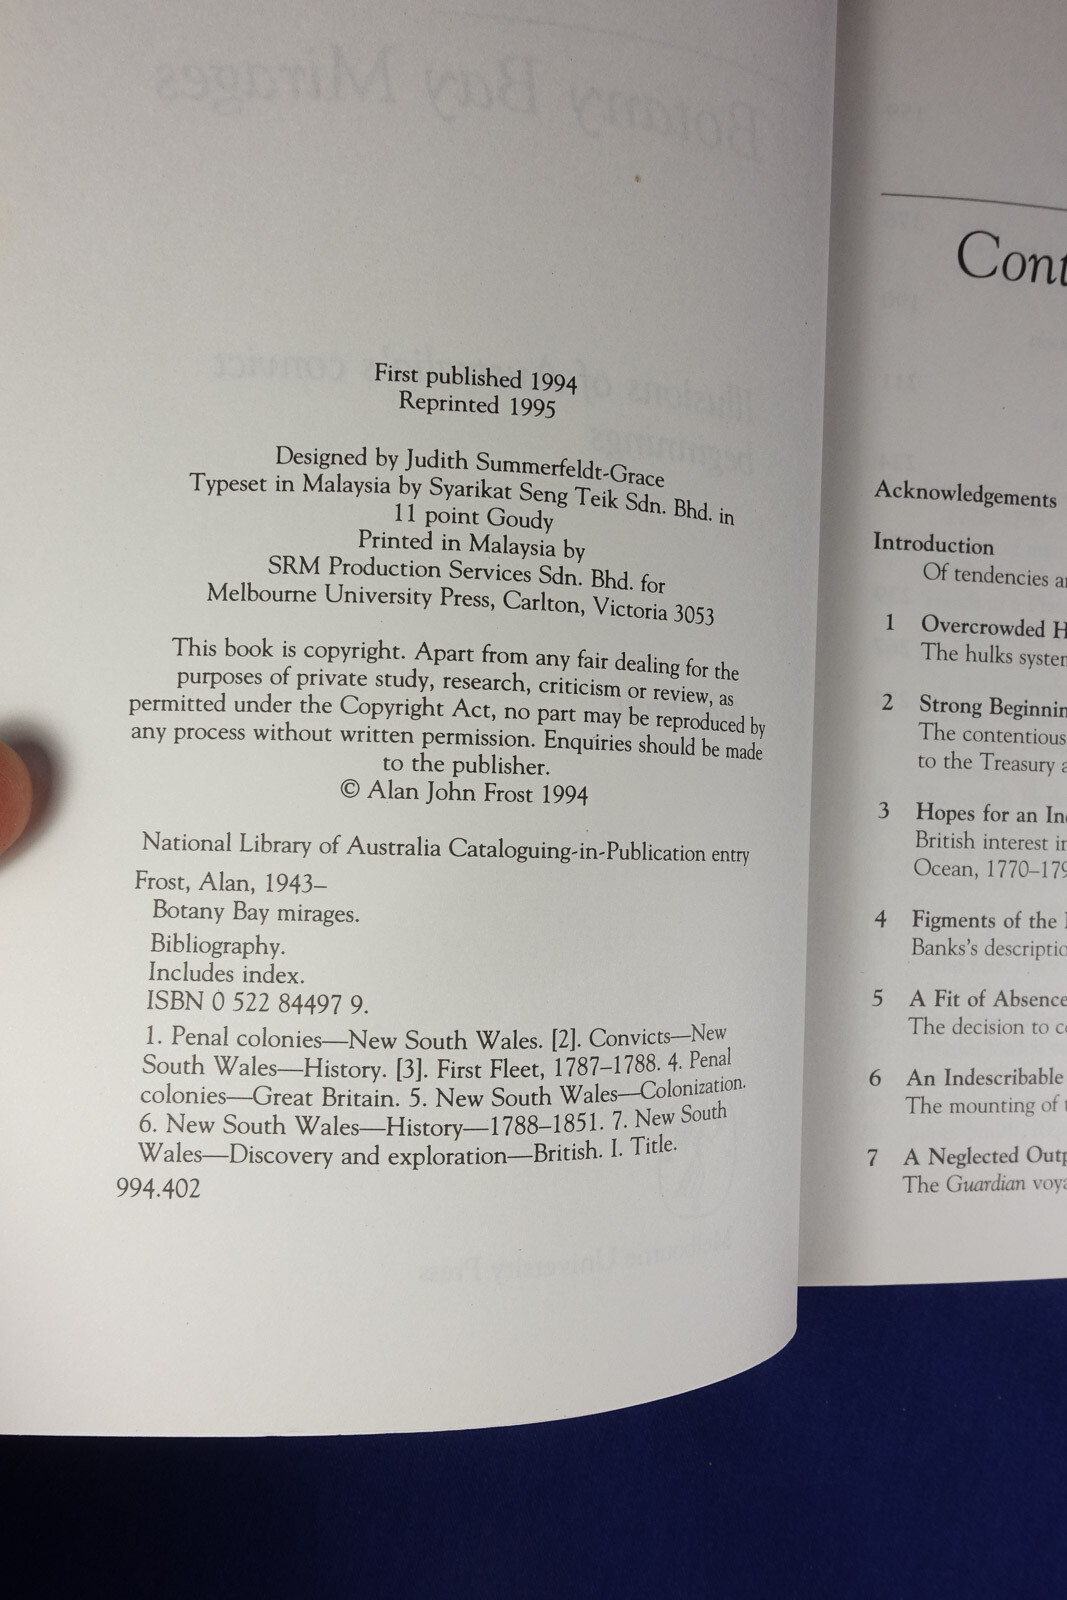 First published 1994
Reprinted 1995
Designed by Judith Summerfeldt-Grace
Typeset in Malaysia by Syarikat Seng Teik Sdn. Bhd. in
11 point Goudy
Printed in Malaysia by
SRM Production Services Sdn. Bhd. for
Melbourne University Press, Carlton, Victoria 3053
This book is copyright. Apart from any fair dealing for the
purposes of private study, research, criticism or review, as
permitted under the Copyright Act, no part may be reproduced by
any process without written permission. Enquiries should be made
to the publisher.
© Alan John Frost 1994
National Library of Australia Cataloguing-in-Publication entry
Frost, Alan, 1943–
Botany Bay mirages.
Bibliography.
Includes index.
ISBN 0 522 84497 9.
1. Penal colonies—New South Wales. [2]. Convicts—New
South Wales—History. [3]. First Fleet, 1787–1788. 4. Penal
colonies—Great Britain. 5. New South Wales—Colonization.
6. New South Wales—History—1788–1851. 7. New South
Wales—Discovery and exploration—British. I. Title.
994.402
Cont
Acknowledgements
Introduction
Of tendencies
1 Overcrowded H
The hulks system
2 Strong Beginnin
The contentious
to the Treasury
3 Hopes for an In
British interest in
Ocean, 1770–179
4 Figments of the
Banks's descriptio
5 A Fit of Absence
The decision to c
6 An Indescribable
The mounting of t
7 A Neglected Outp
The Guardian voya